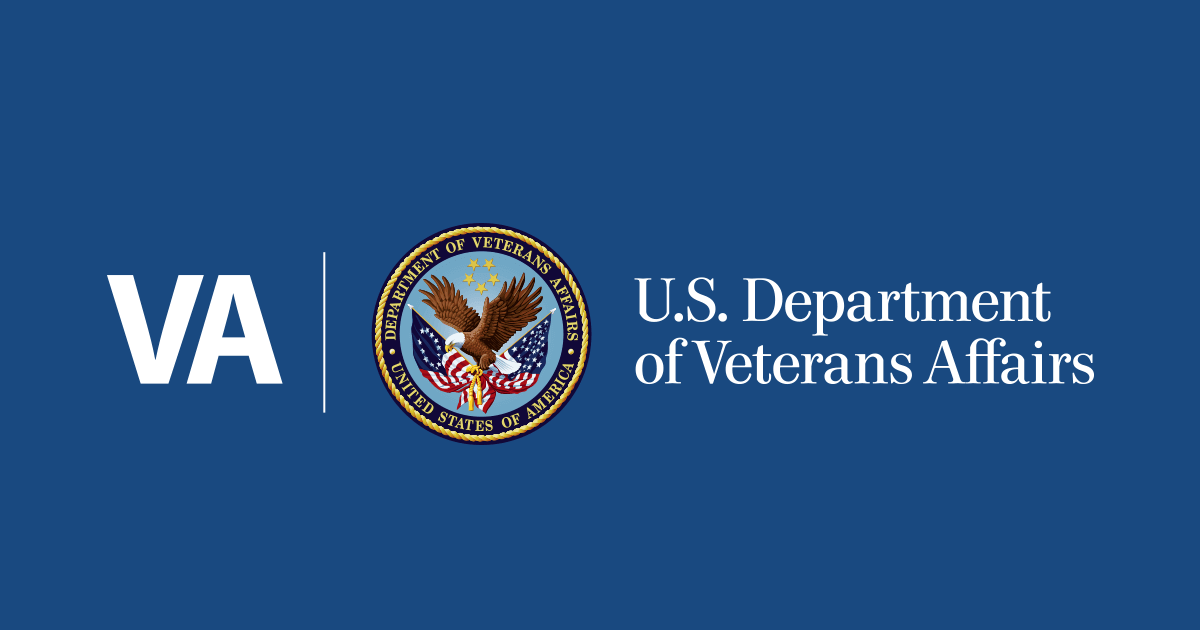 VA
DEPARTMENT OF VETERANS AFFAIRS
UNITED STATES OF AMERICA
U.S. Department
of Veterans Affairs